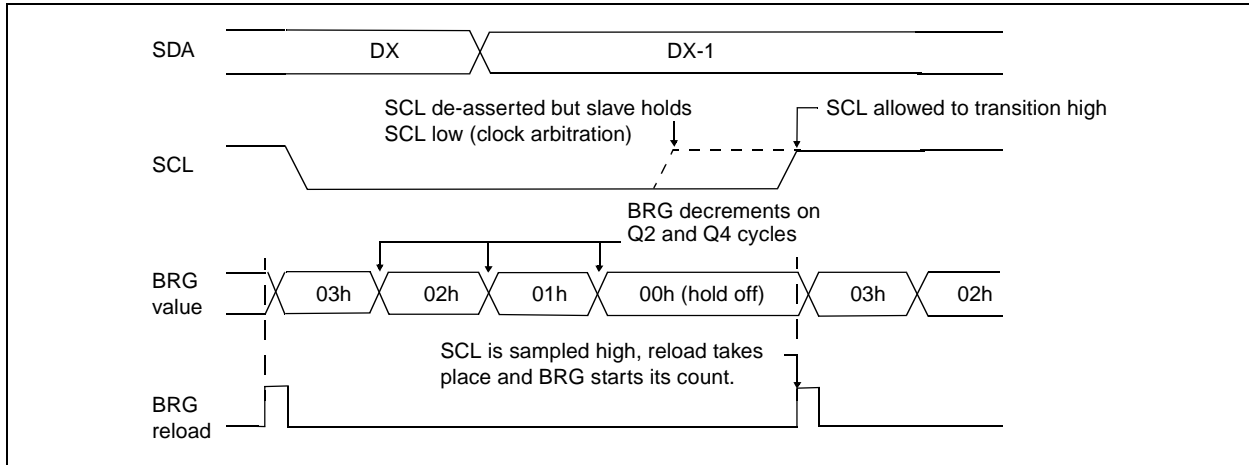 SDA
DX
DX-1
SCL de-asserted but slave holds
SCL low (clock arbitration)
SCL allowed to transition high
SCL
BRG decrements on
Q2 and Q4 cycles
BRG
value
03h
02h
01h
00h (hold off)
03h
02h
SCL is sampled high, reload takes
place and BRG starts its count.
BRG
reload